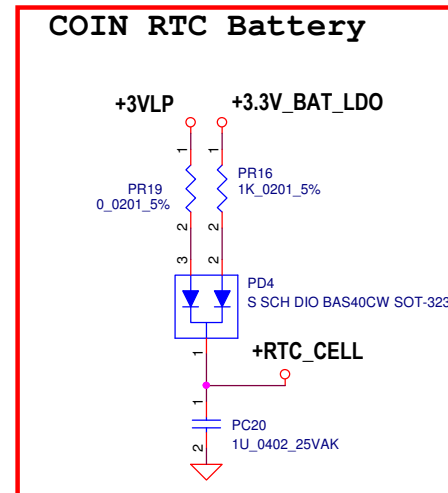 COIN RTC Battery
+3VLP
+3.3V_BAT_LDO
1
1
PR19
0_0201_5%
PR16
1K_0201_5%
2
2
3
2
PD4
S SCH DIO BAS40CW SOT-323
1
+RTC_CELL
1
PC20
1U_0402_25VAK
2